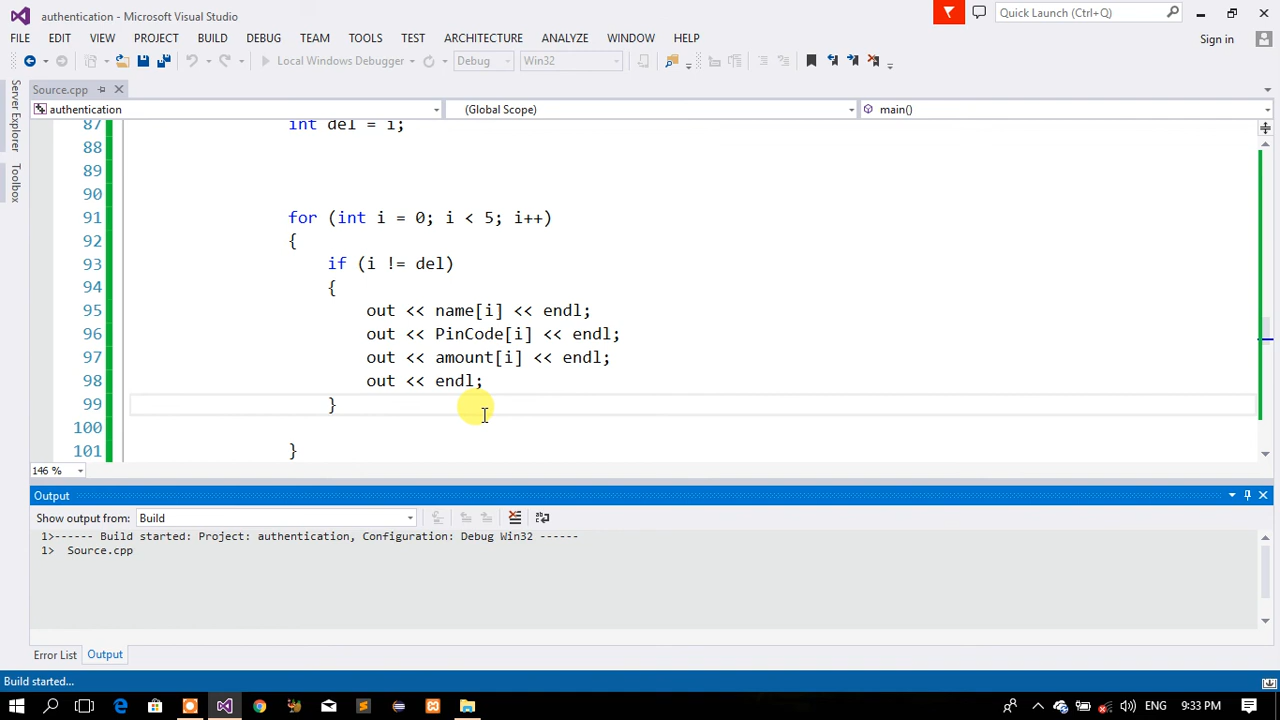 authentication - Microsoft Visual Studio
Quick Launch (Ctrl+Q)
FILE EDIT VIEW PROJECT BUILD DEBUG TEAM TOOLS TEST ARCHITECTURE ANALYZE WINDOW HELP
Sign in
Local Windows Debugger Debug Win32
Server Explorer
Toolbox
Source.cpp
authentication (Global Scope) main()
87 int del = i;
88
89
90
91 for (int i = 0; i < 5; i++)
92 {
93 if (i != del)
94 {
95 out << name[i] << endl;
96 out << PinCode[i] << endl;
97 out << amount[i] << endl;
98 out << endl;
99 }
100
101 }
146 %
Output
Show output from: Build
1>------ Build started: Project: authentication, Configuration: Debug Win32 ------
1> Source.cpp
Error List Output
Build started...
ENG 9:33 PM